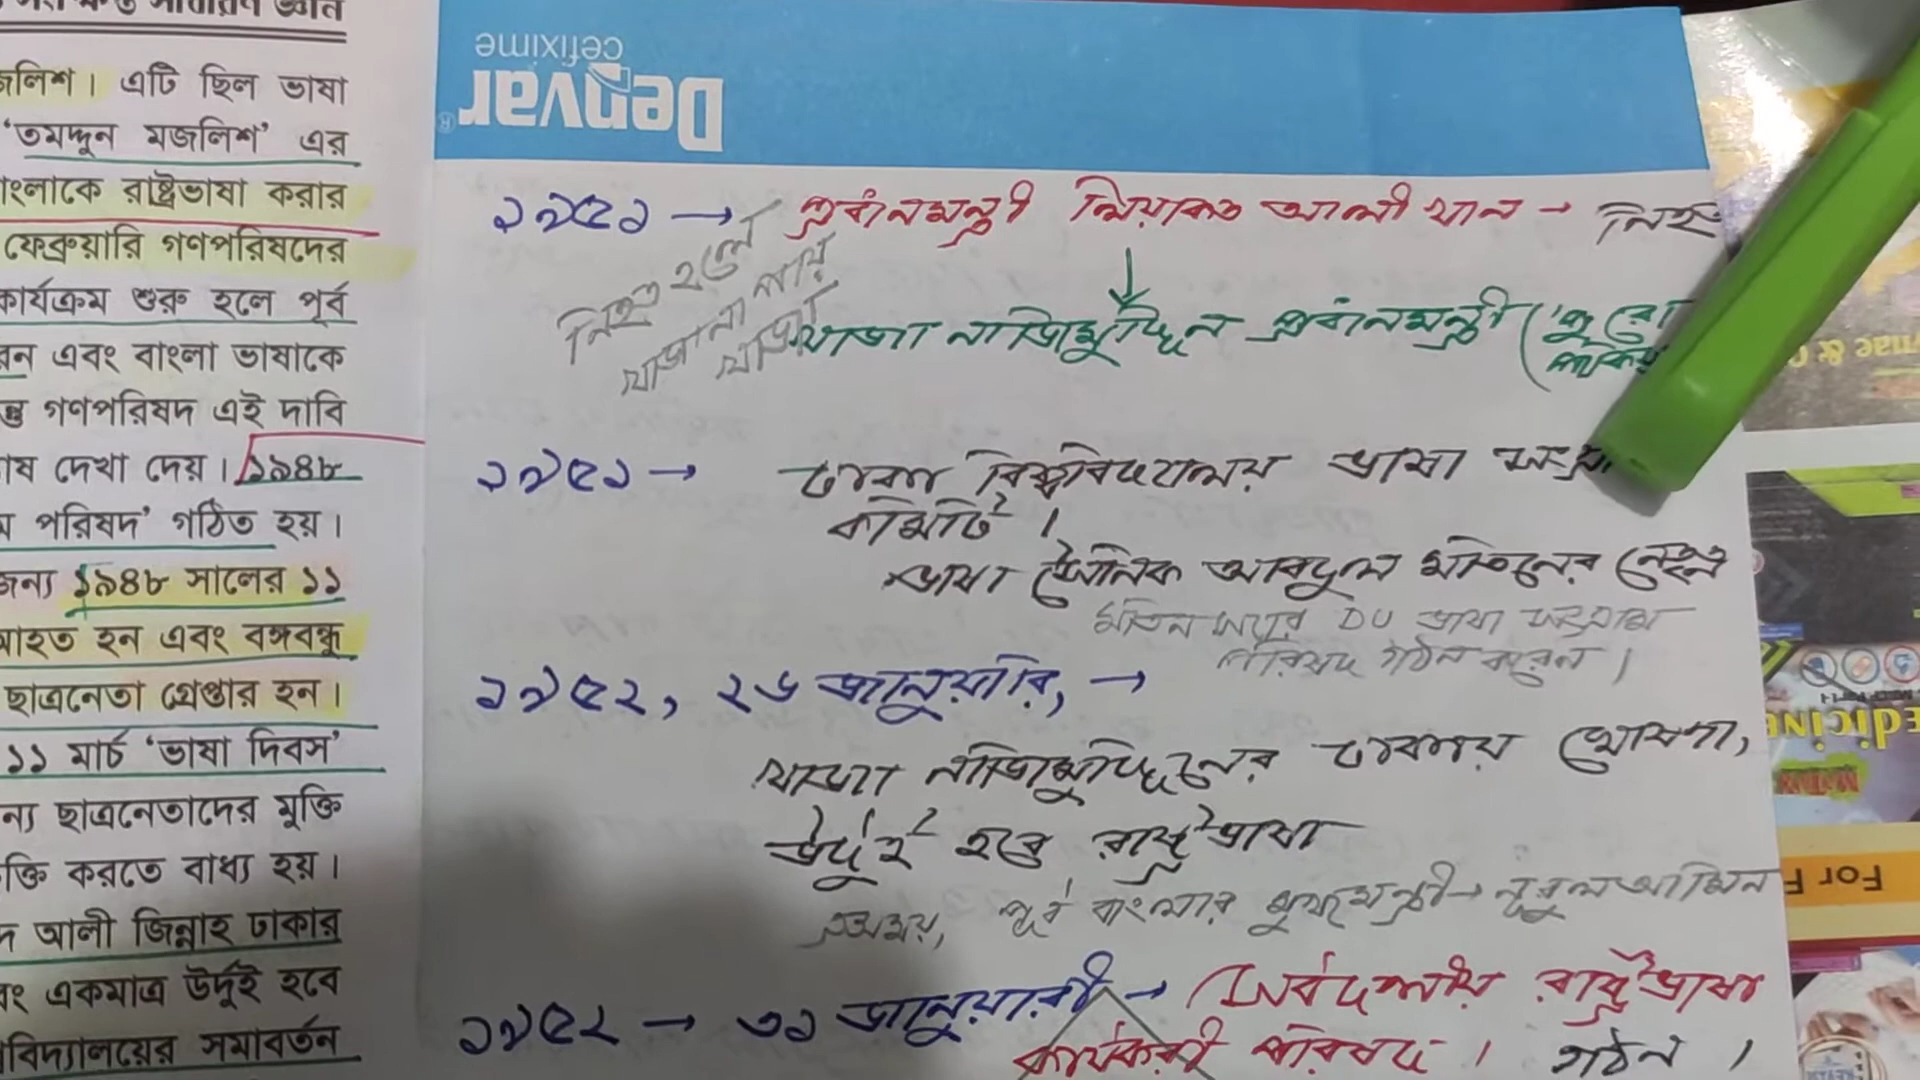 জলিশ। এটি ছিল ভাষা
‘তমদ্দুন মজলিশ’ এর
াংলাকে রাষ্ট্রভাষা করার
ফেব্রুয়ারি গণপরিষদের
কার্যক্রম শুরু হলে পূর্ব
রন এবং বাংলা ভাষাকে
ন্তু গণপরিষদ এই দাবি
াষ দেখা দেয়। ১৯৪৮
ম পরিষদ’ গঠিত হয়।
জন্য ১৯৪৮ সালের ১১
আহত হন এবং বঙ্গবন্ধু
ছাত্রনেতা গ্রেপ্তার হন।
১১ মার্চ ‘ভাষা দিবস’
ন্য ছাত্রনেতাদের মুক্তি
ক্তি করতে বাধ্য হয়।
দ আলী জিন্নাহ ঢাকার
বং একমাত্র উর্দুই হবে
বিদ্যালয়ের সমাবর্তন
Denvar®
cefixime
১৯৫১ → প্রধানমন্ত্রী লিয়াকত আলী খান → নিহত
নিহত হলে
খাজানা পায়
খাজা
খাজা নাজিমুদ্দিন প্রধানমন্ত্রী (পুরো
১৯৫১ → ঢাকা বিশ্ববিদ্যালয় ভাষা
কমিটি।
ভাষা সৈনিক আবদুল মতিনের নেতৃত্ব
মতিন স্যার DU ভাষা সংগ্রাম
পরিষদ গঠন করেন।
১৯৫২, ২৬ জানুয়ারি, →
খাজা নাজিমুদ্দিনের ঢাকায় ঘোষণা,
উর্দুই হবে রাষ্ট্রভাষা
এসময়, পূর্ব বাংলার মুখ্যমন্ত্রী → নুরুল আমিন
১৯৫২ → ৩১ জানুয়ারী → সর্বদলীয় রাষ্ট্রভাষা
কার্যকরী পরিষদ। গঠন।
edicine
For F